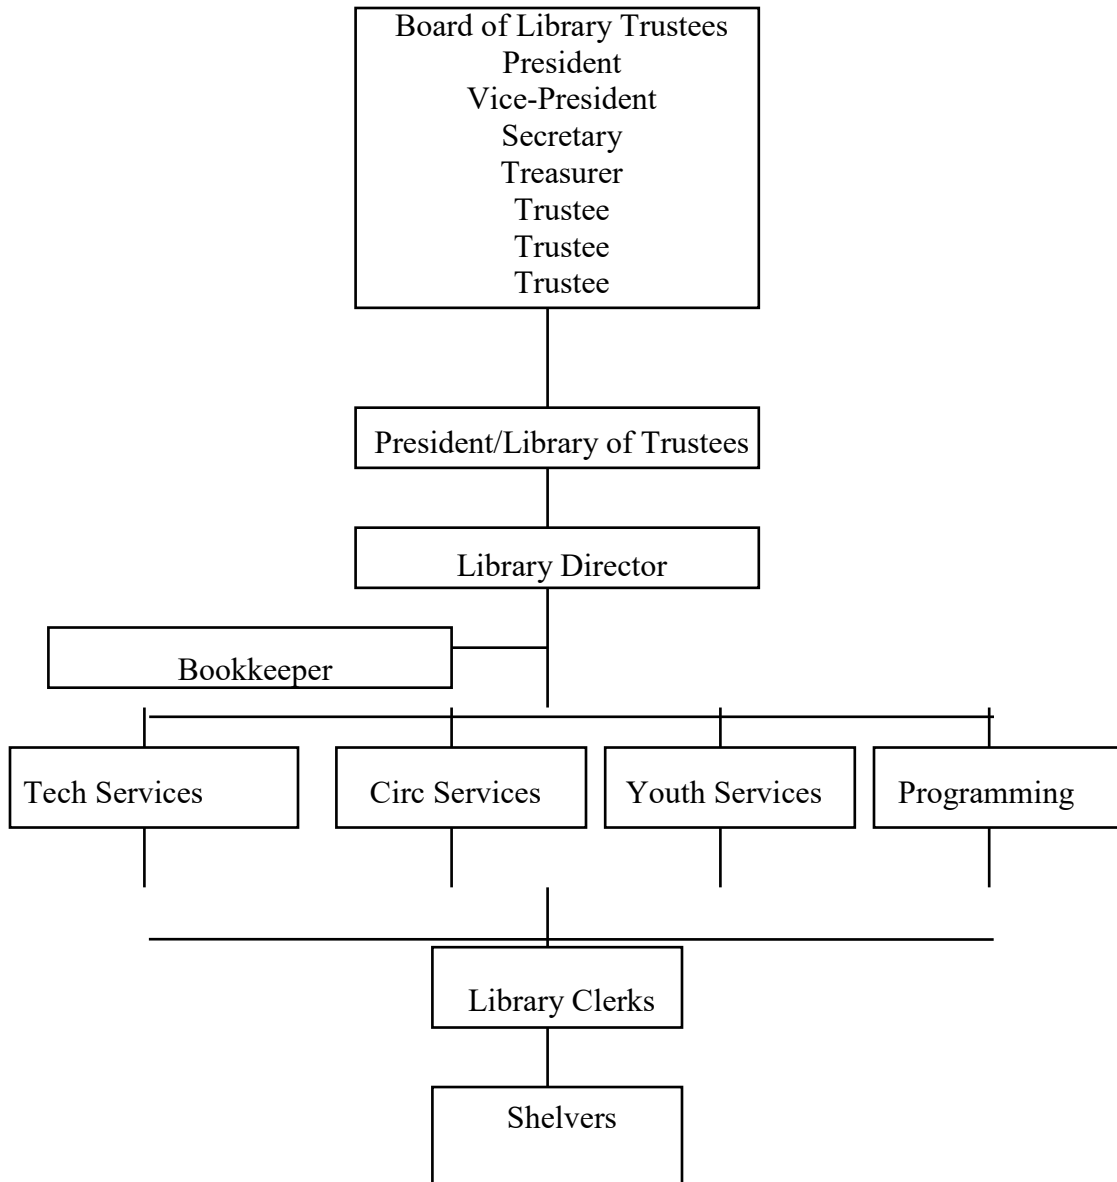 Board of Library Trustees
President
Vice-President
Secretary
Treasurer
Trustee
Trustee
Trustee
President/Library of Trustees
Library Director
Bookkeeper
Tech Services
Circ Services
Youth Services
Programming
Library Clerks
Shelvers